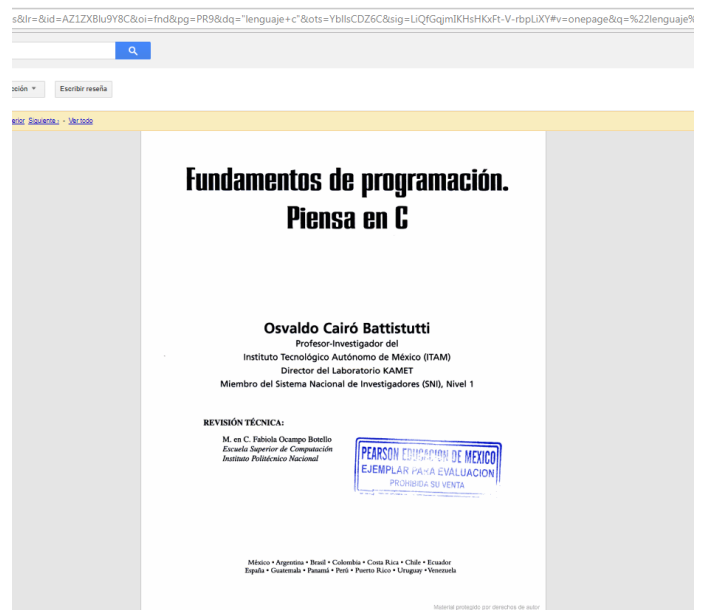 s&lr=&id=AZ1ZXBlu9Y8C&oi=fnd&pg=PR9&dq="lenguaje+c"&ots=YbllsCDZ6C&sig=LiQfGqjmIKHsHKxFt-V-rbpLiXY#v=onepage&q=%22lenguaje%
cción Escribir reseña
erior Siguiente - Ver todo
Fundamentos de programación.
Piensa en C
Osvaldo Cairó Battistutti
Profesor-Investigador del
Instituto Tecnológico Autónomo de México (ITAM)
Director del Laboratorio KAMET
Miembro del Sistema Nacional de Investigadores (SNI), Nivel 1
REVISIÓN TÉCNICA:
M. en C. Fabiola Ocampo Botello
Escuela Superior de Computación
Instituto Politécnico Nacional
PEARSON EDUCACION DE MEXICO
EJEMPLAR PARA EVALUACION
PROHIBIDA SU VENTA
México • Argentina • Brasil • Colombia • Costa Rica • Chile • Ecuador
España • Guatemala • Panamá • Perú • Puerto Rico • Uruguay • Venezuela
Material protegido por derechos de autor